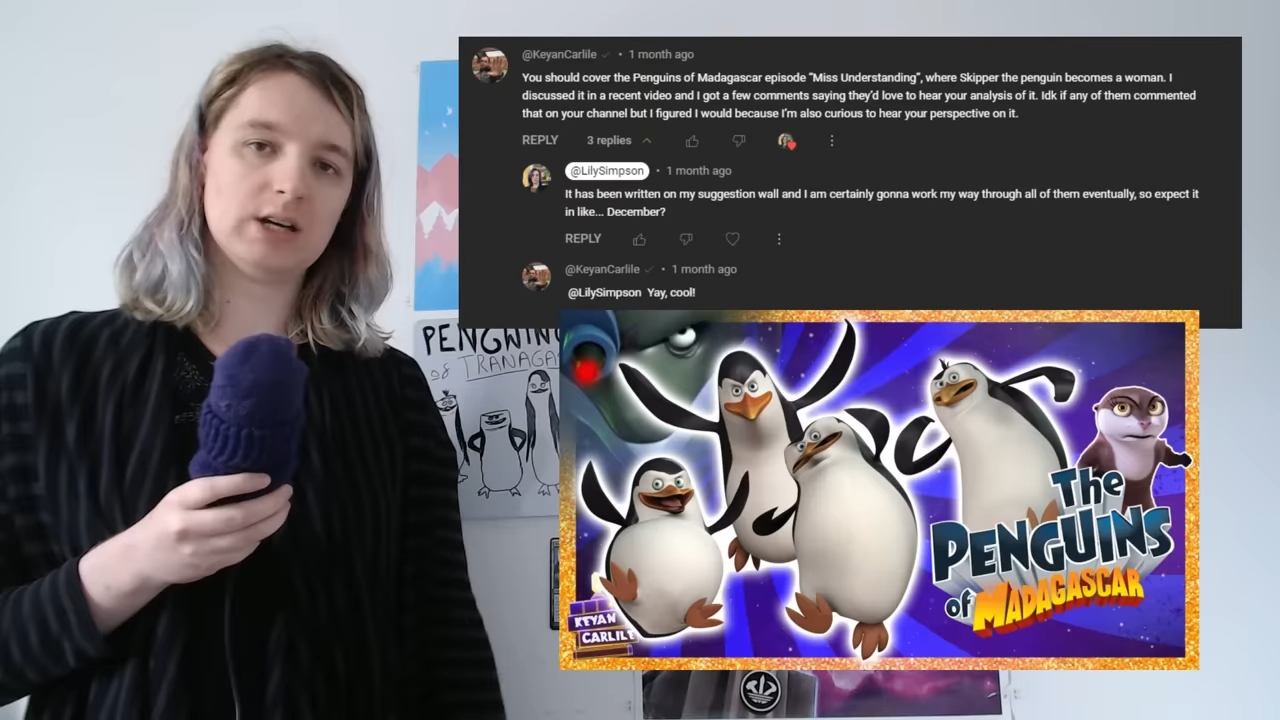 @KeyanCarlile ✓ • 1 month ago
You should cover the Penguins of Madagascar episode “Miss Understanding”, where Skipper the penguin becomes a woman. I
discussed it in a recent video and I got a few comments saying they'd love to hear your analysis of it. Idk if any of them commented
that on your channel but I figured I would because I'm also curious to hear your perspective on it.
REPLY 3 replies
@LilySimpson • 1 month ago
It has been written on my suggestion wall and I am certainly gonna work my way through all of them eventually, so expect it
in like... December?
REPLY
@KeyanCarlile ✓ • 1 month ago
@LilySimpson Yay, cool!
PENGWING
of TRANAGA
The
PENGUINS
of MADAGASCAR
KEYAN
CARLILE